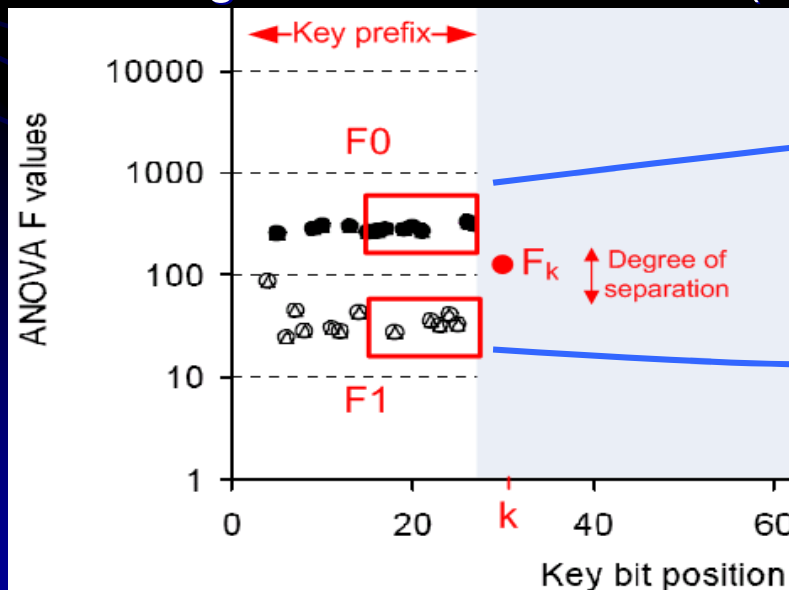 Key prefix
10000
F0
1000
ANOVA F values
100
Fk
Degree of
separation
10
F1
1
0
20
k
40
60
Key bit position